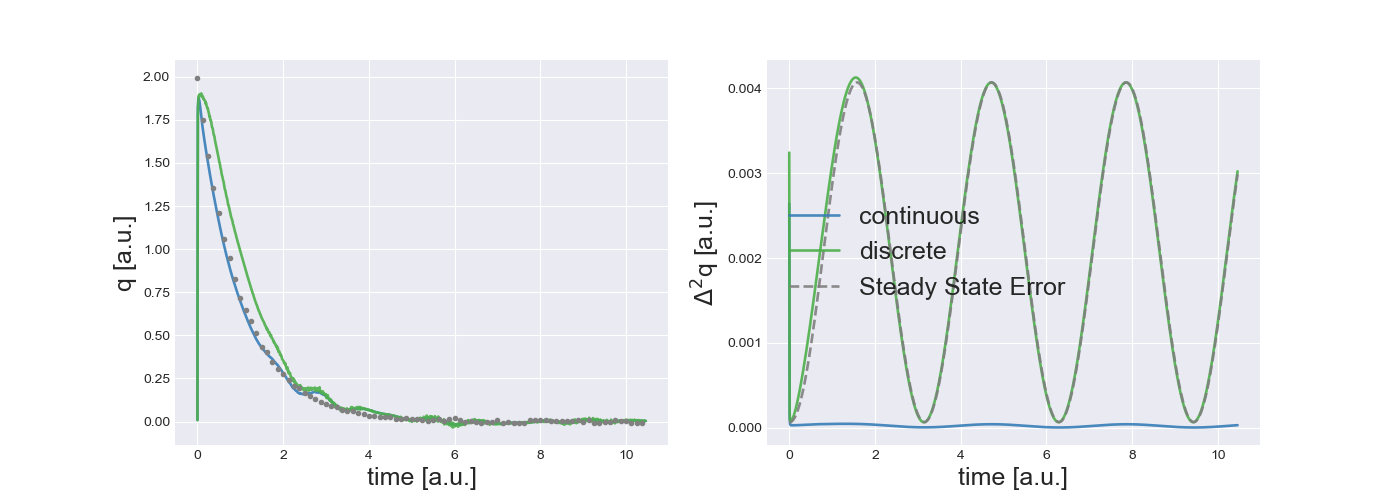 2.00
1.75
1.50
1.25
1.00
0.75
0.50
0.25
0.00
q [a.u.]
0 2 4 6 8 10
time [a.u.]
0.004
0.003
0.002
0.001
0.000
Δ²q [a.u.]
continuous
discrete
Steady State Error
0 2 4 6 8 10
time [a.u.]